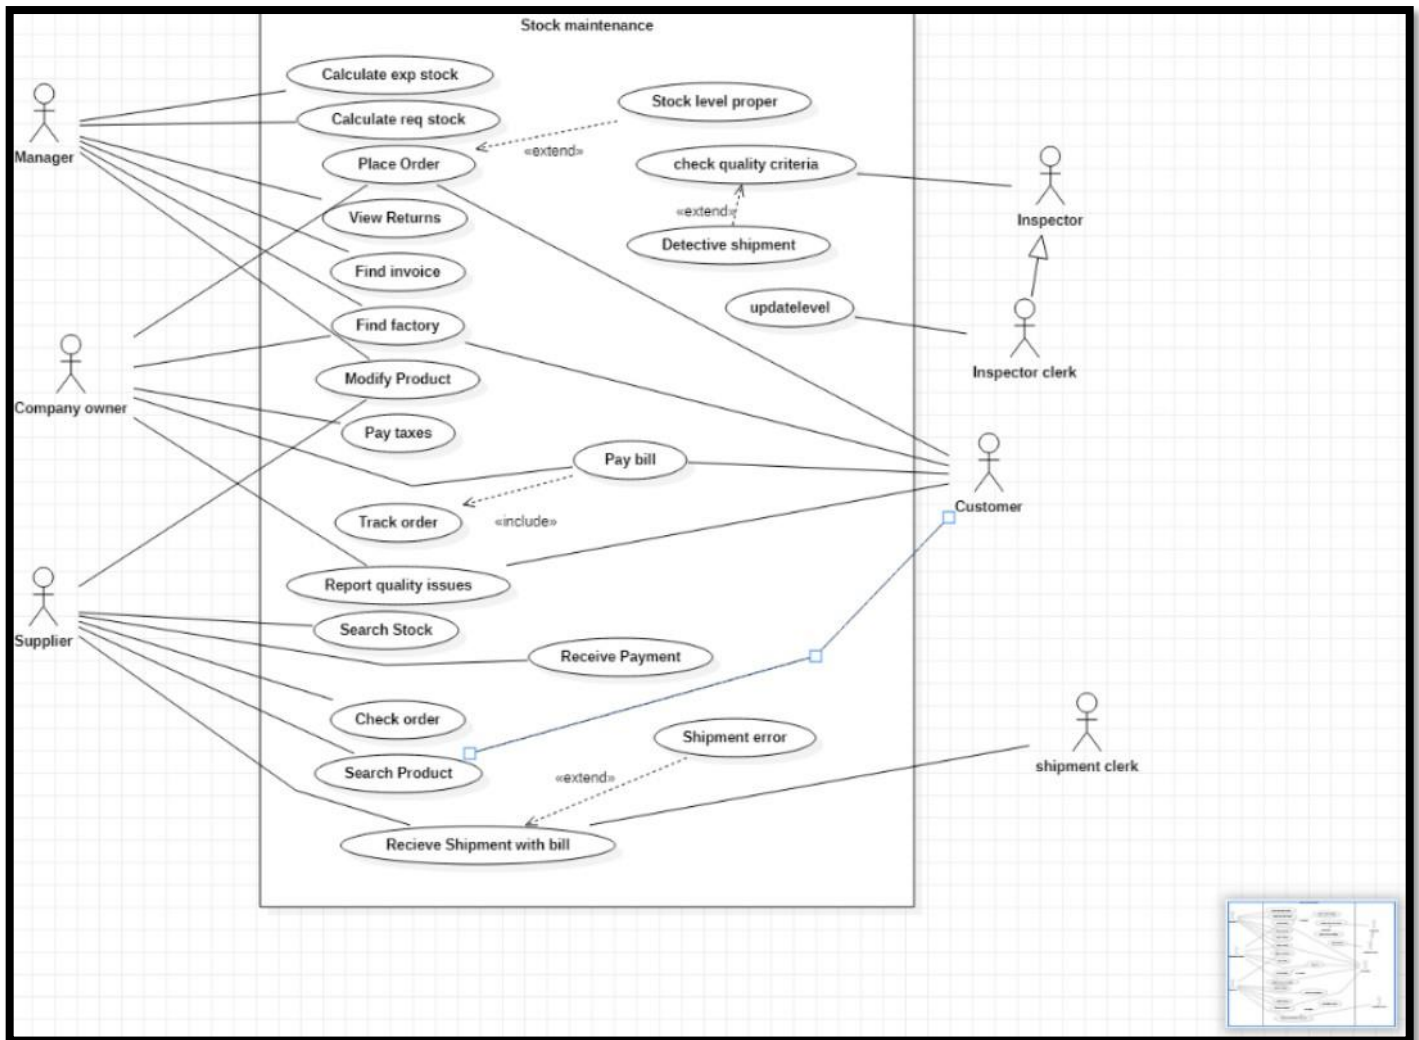 Stock maintenance
Calculate exp stock
Stock level proper
Calculate req stock
«extend»
Manager
Place Order
check quality criteria
«extend»
View Returns
Inspector
Detective shipment
Find invoice
updatelevel
Find factory
Inspector clerk
Modify Product
Company owner
Pay taxes
Pay bill
Customer
Track order
«include»
Report quality issues
Search Stock
Supplier
Receive Payment
Check order
Shipment error
Search Product
«extend»
shipment clerk
Recieve Shipment with bill